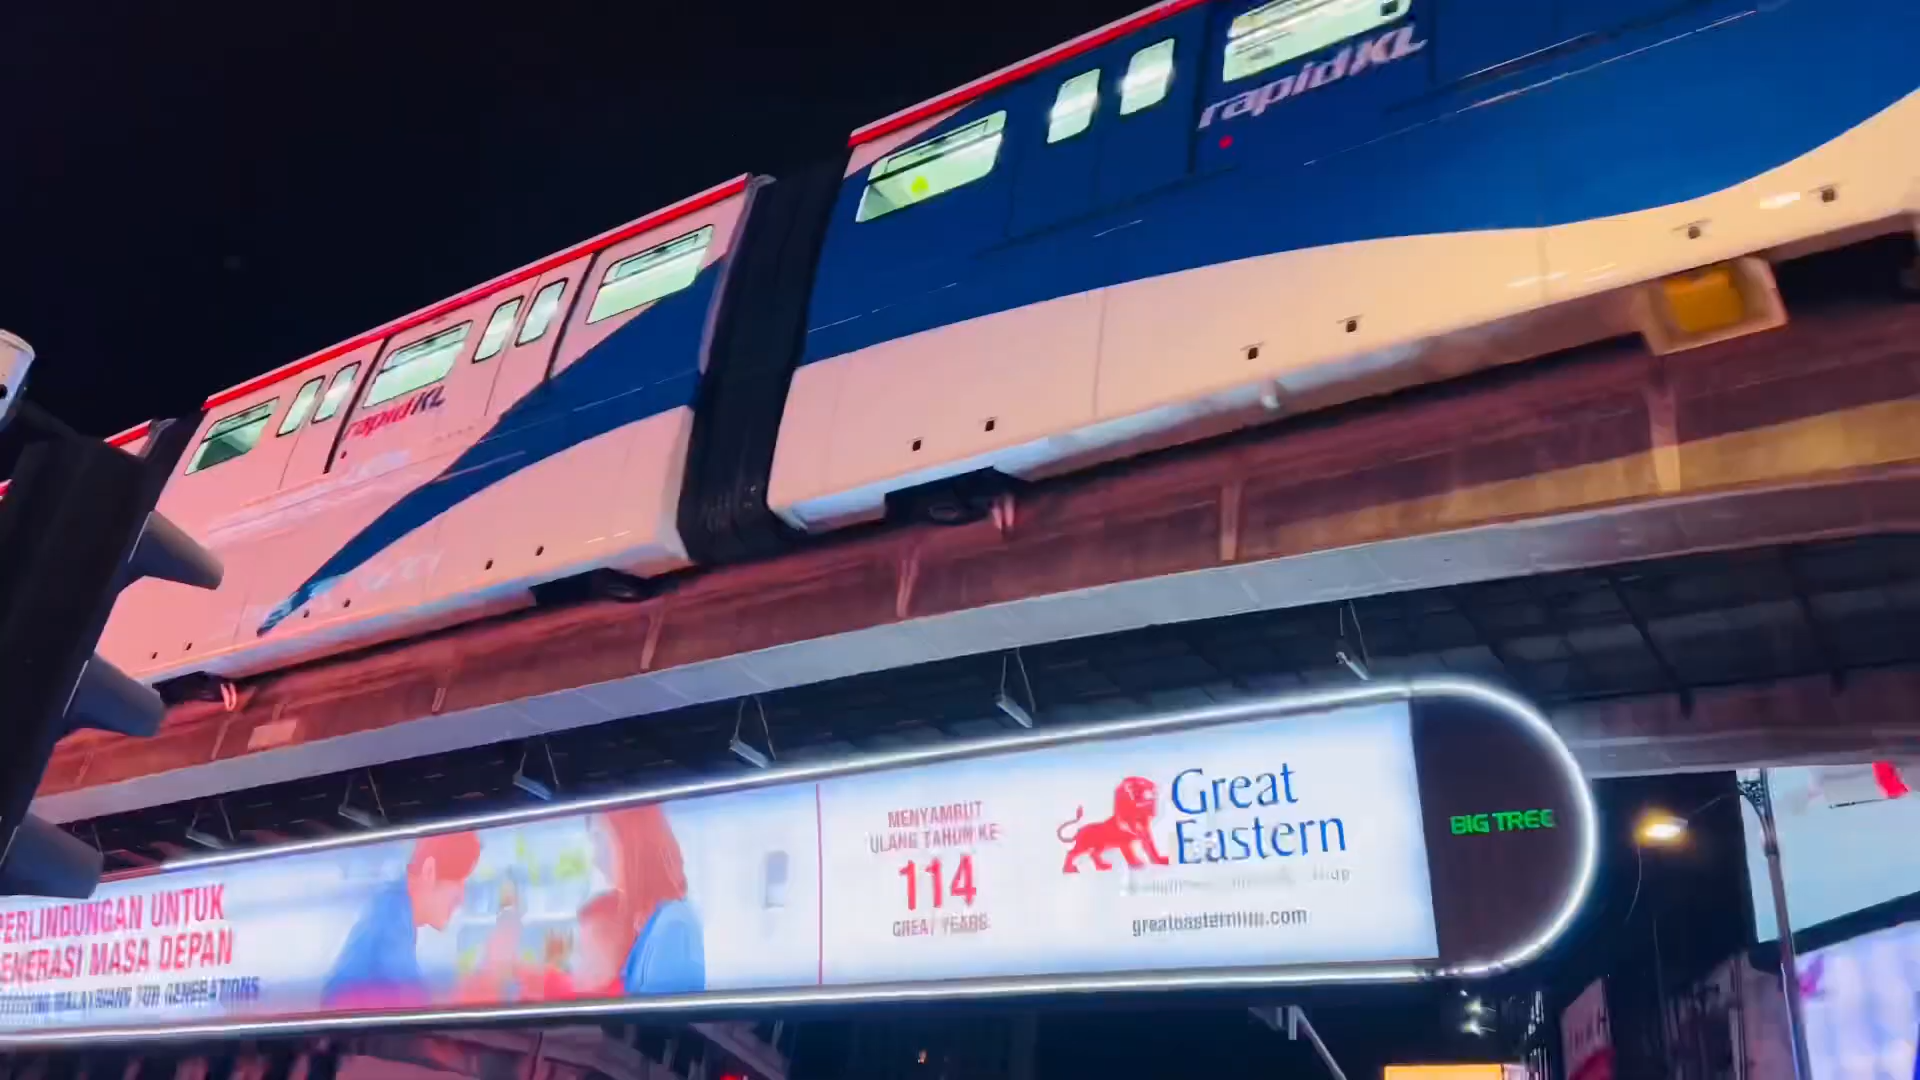 rapidKL
rapidKL
PERLINDUNGAN UNTUK
GENERASI MASA DEPAN
MENYAMBUT
ULANG TAHUN KE
114
GREAT YEARS
Great
Eastern
BIG TREE